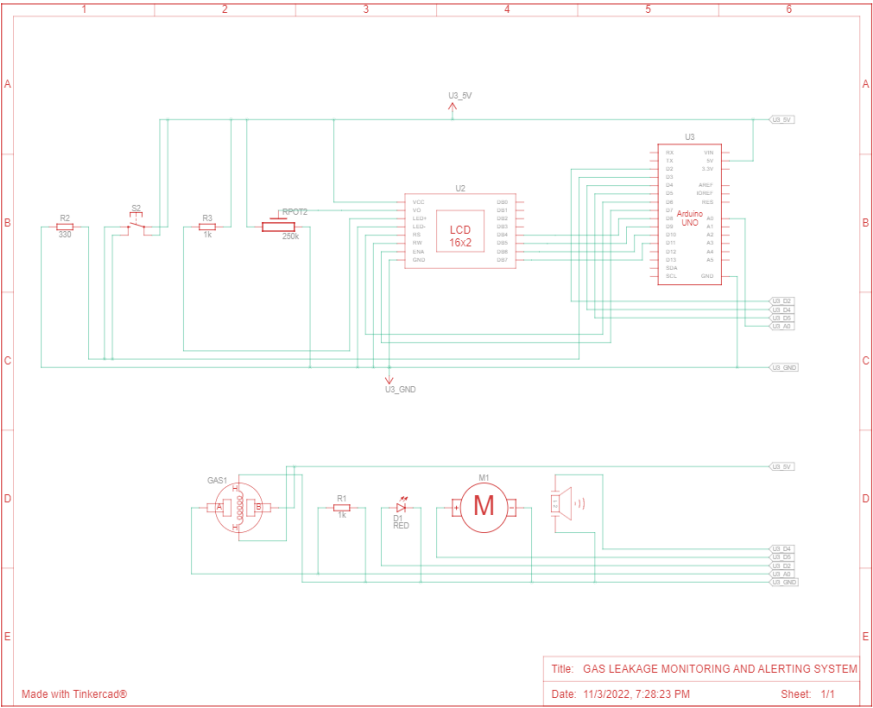 1 2 3 4 5 6
A A
U3_5V
U3_5V
U3
RX VIN
TX 5V
D2 3.3V
D3
D4 AREF
D5 IOREF
D6 RES
D7
Arduino
UNO
D8 A0
D9 A1
D10 A2
D11 A3
D12 A4
D13 A5
SDA
SCL GND
B B
R2
330
S2
R3
1k
RPOT2
250k
U2
LCD
16x2
VCC DB0
VO DB1
LED+ DB2
LED- DB3
RS DB4
RW DB5
ENA DB6
GND DB7
U3_D2
U3_D4
U3_A0
C C
U3_GND
U3_GND
U3_5V
D D
GAS1
A
B
H
H
R1
1k
D1
RED
M1
M
+ -
U3_D4
U3_D2
U3_A0
U3_GND
E E
Title: GAS LEAKAGE MONITORING AND ALERTING SYSTEM
Made with Tinkercad®
Date: 11/3/2022, 7:28:23 PM Sheet: 1/1